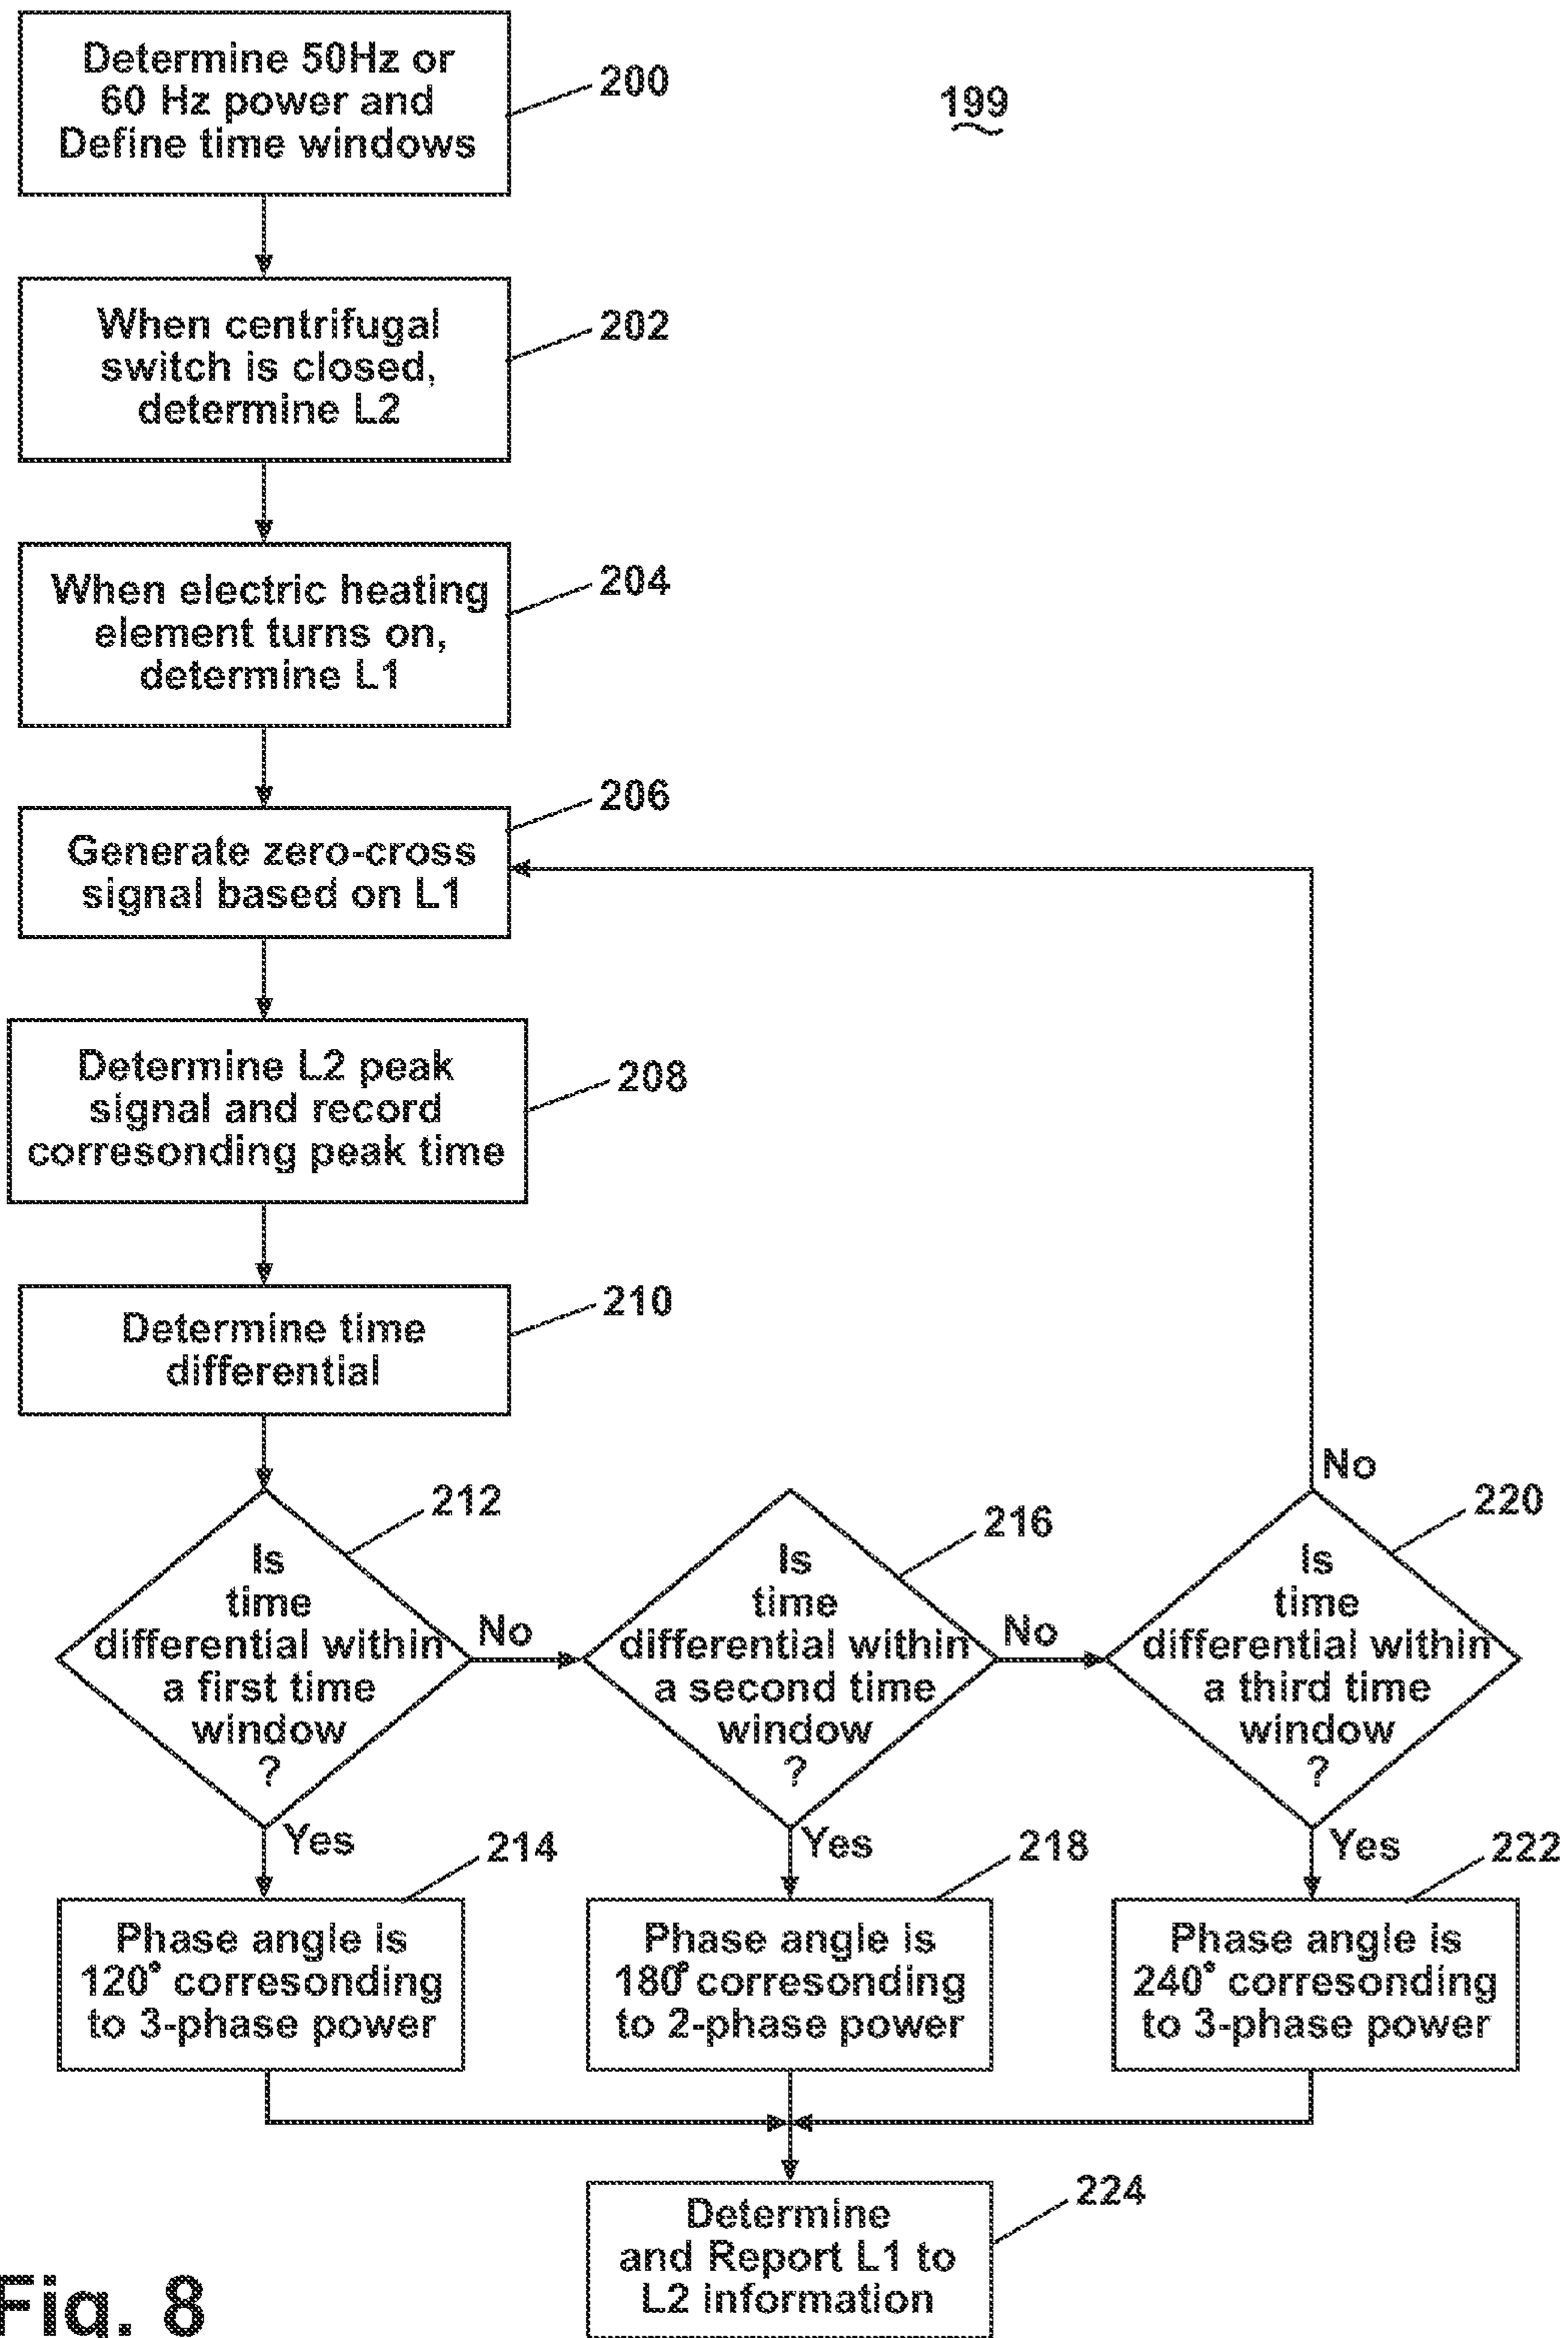 Determine 50Hz or
60 Hz power and
Define time windows
200
199
When centrifugal
switch is closed,
determine L2
202
When electric heating
element turns on,
determine L1
204
Generate zero-cross
signal based on L1
206
Determine L2 peak
signal and record
corresonding peak time
208
Determine time
differential
210
Is
time
differential within
a first time
window
?
212
No
Yes
Is
time
differential within
a second time
window
?
216
No
Yes
Is
time
differential within
a third time
window
?
220
No
Yes
Phase angle is
120° corresonding
to 3-phase power
214
Phase angle is
180° corresonding
to 2-phase power
218
Phase angle is
240° corresonding
to 3-phase power
222
Determine
and Report L1 to
L2 information
224
Fig. 8